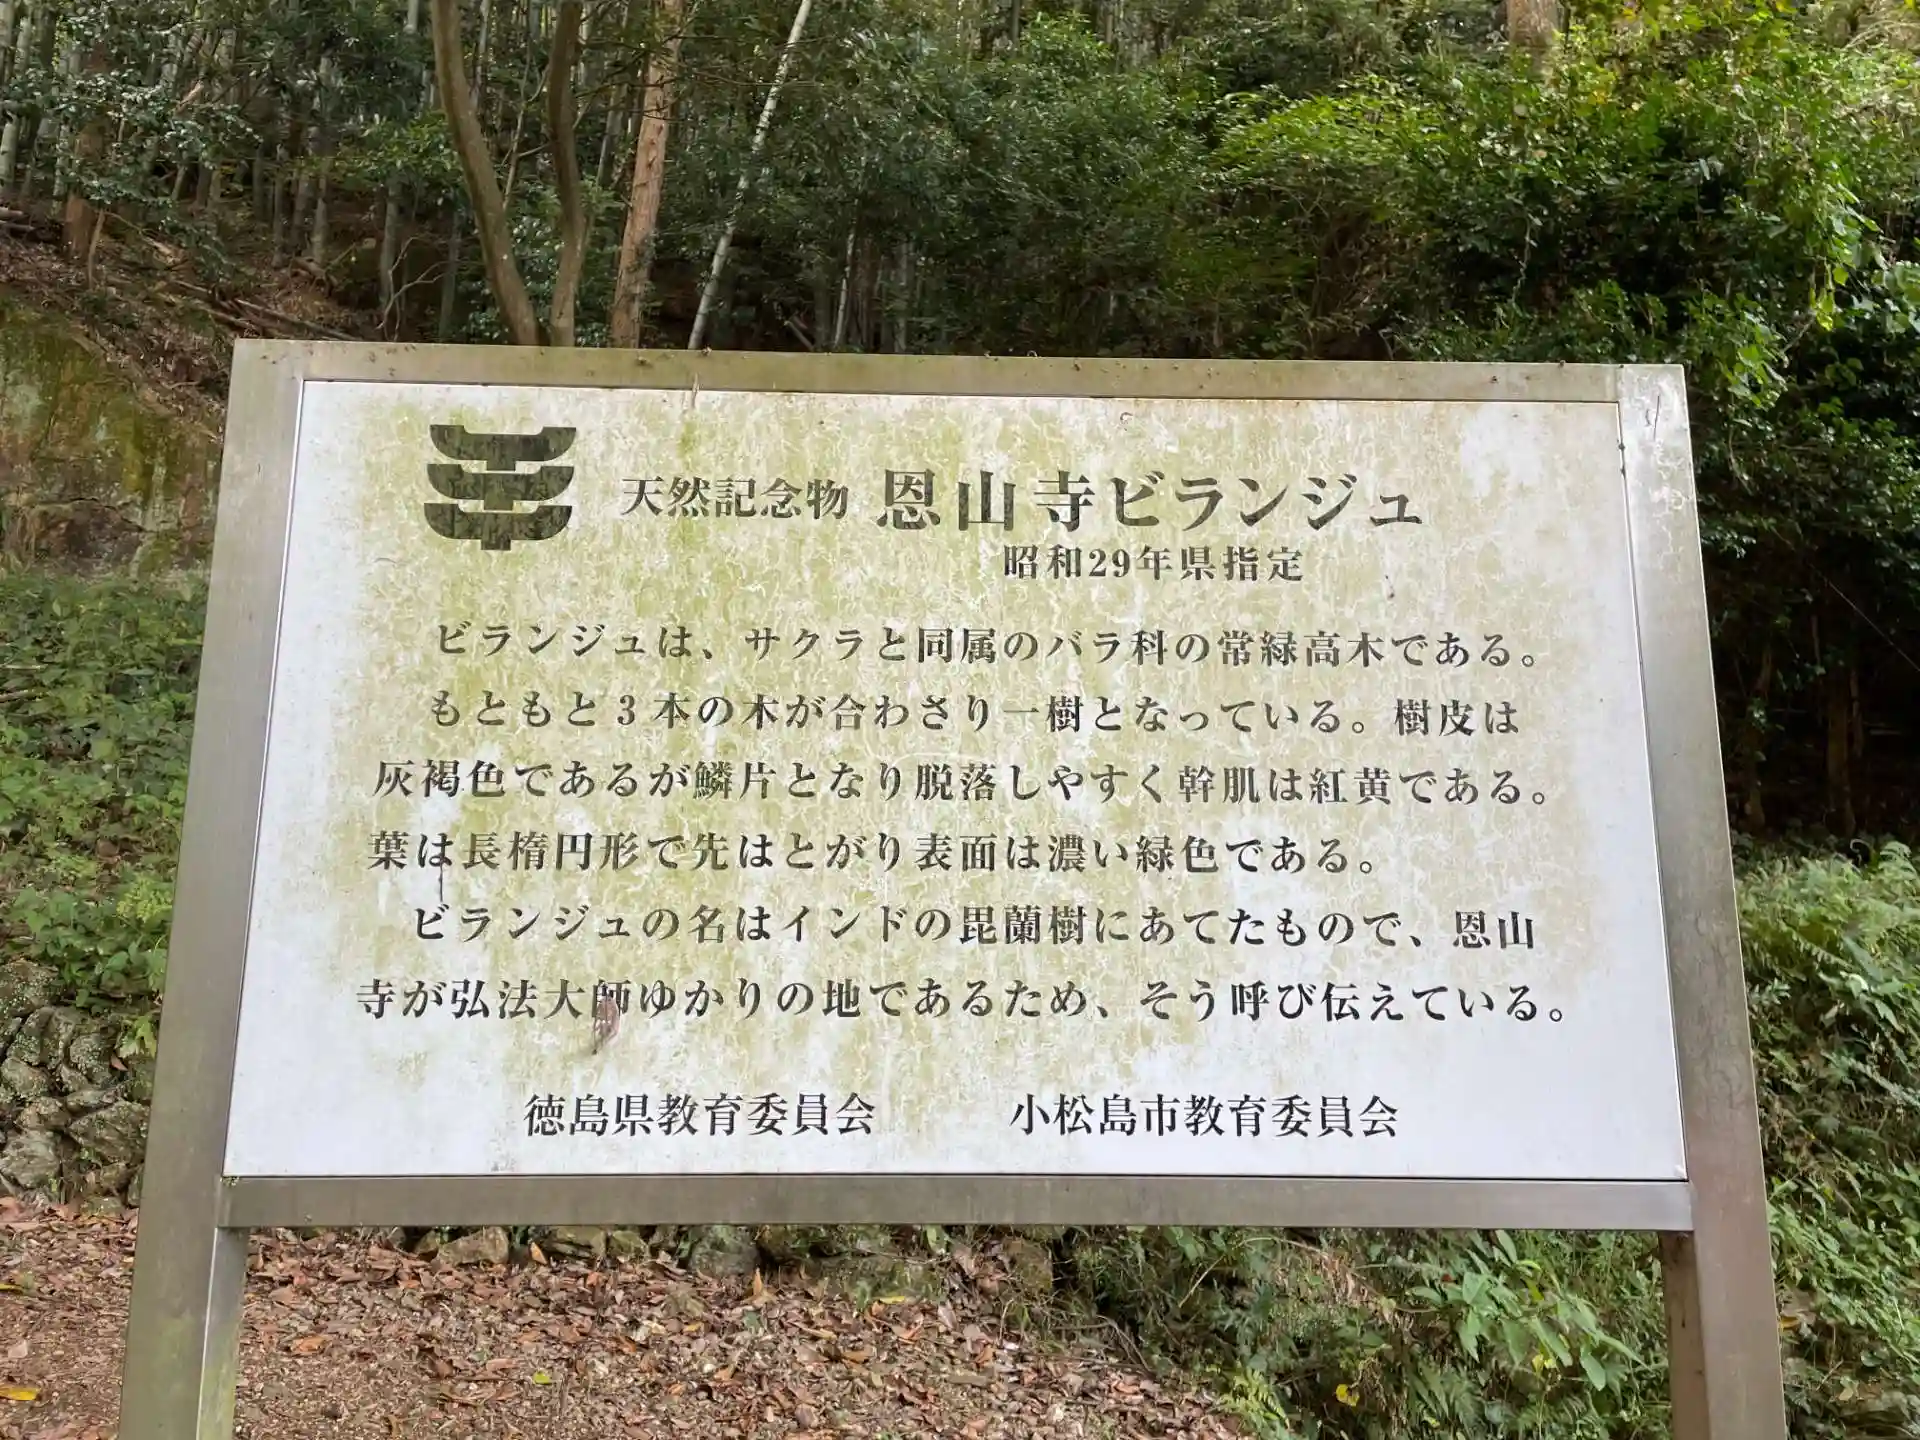 天然記念物 恩山寺ビランジュ
昭和29年県指定
ビランジュは、サクラと同属のバラ科の常緑高木である。
もともと3本の木が合わさり一樹となっている。樹皮は
灰褐色であるが鱗片となり脱落しやすく幹肌は紅黄である。
葉は長楕円形で先はとがり表面は濃い緑色である。
ビランジュの名はインドの毘蘭樹にあてたもので、恩山
寺が弘法大師ゆかりの地であるため、そう呼び伝えている。
徳島県教育委員会 小松島市教育委員会